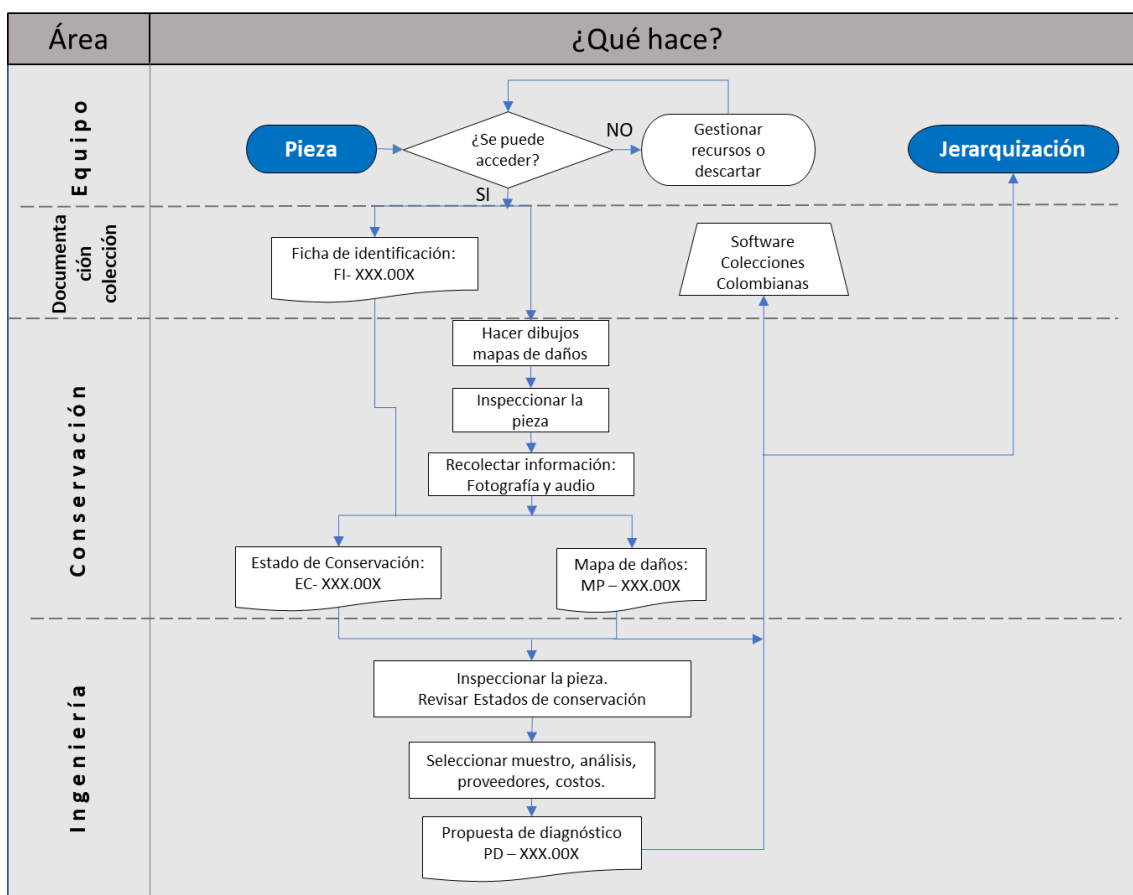 Área
¿Qué hace?
Equipo
Pieza
¿Se puede
acceder?
NO
SI
Gestionar
recursos o
descartar
Jerarquización
Documenta
ción
colección
Ficha de identificación:
FI- XXX.00X
Software
Colecciones
Colombianas
Conservación
Hacer dibujos
mapas de daños
Inspeccionar la
pieza
Recolectar información:
Fotografía y audio
Estado de Conservación:
EC- XXX.00X
Mapa de daños:
MP – XXX.00X
Ingeniería
Inspeccionar la pieza.
Revisar Estados de conservación
Seleccionar muestro, análisis,
proveedores, costos.
Propuesta de diagnóstico
PD – XXX.00X